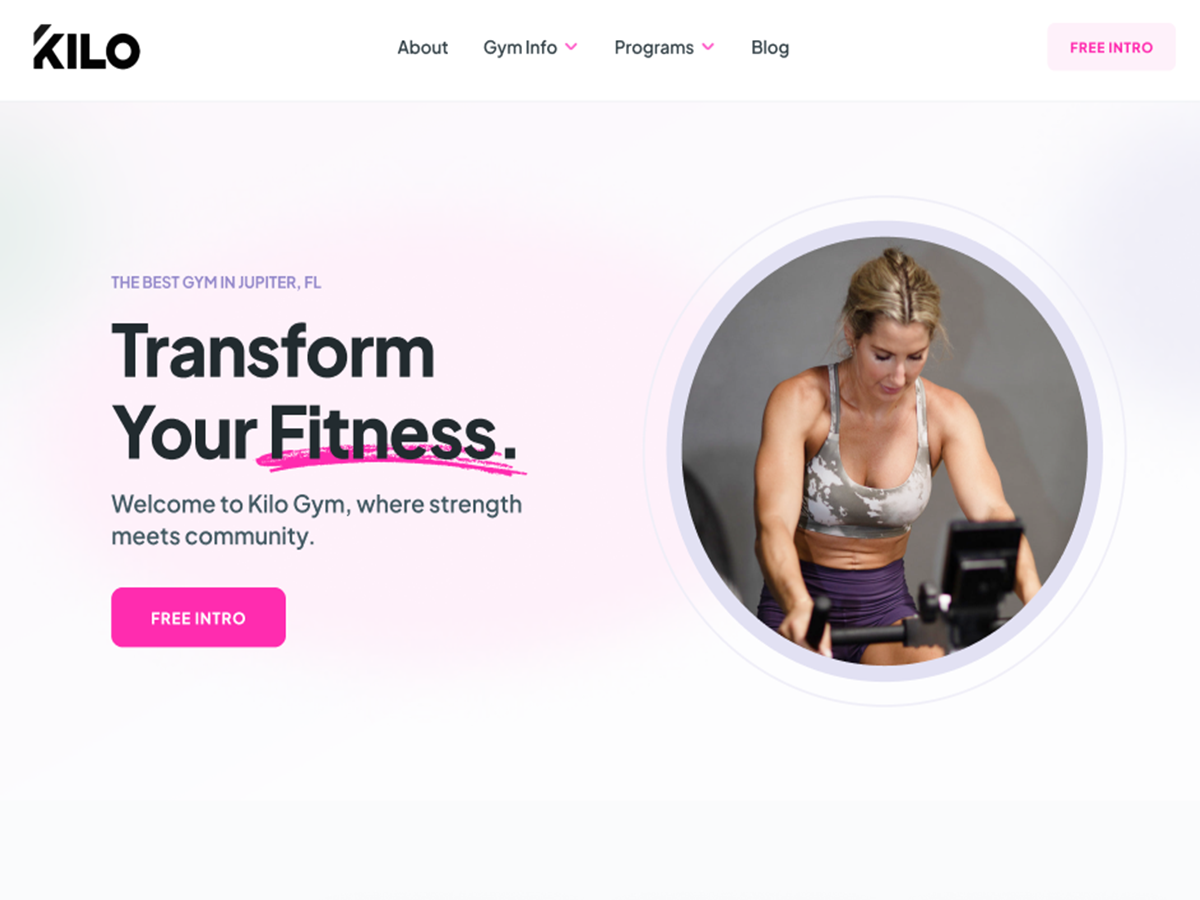 KILO
About
Gym Info
Programs
Blog
FREE INTRO
THE BEST GYM IN JUPITER, FL
Transform
Your Fitness.
Welcome to Kilo Gym, where strength
meets community.
FREE INTRO